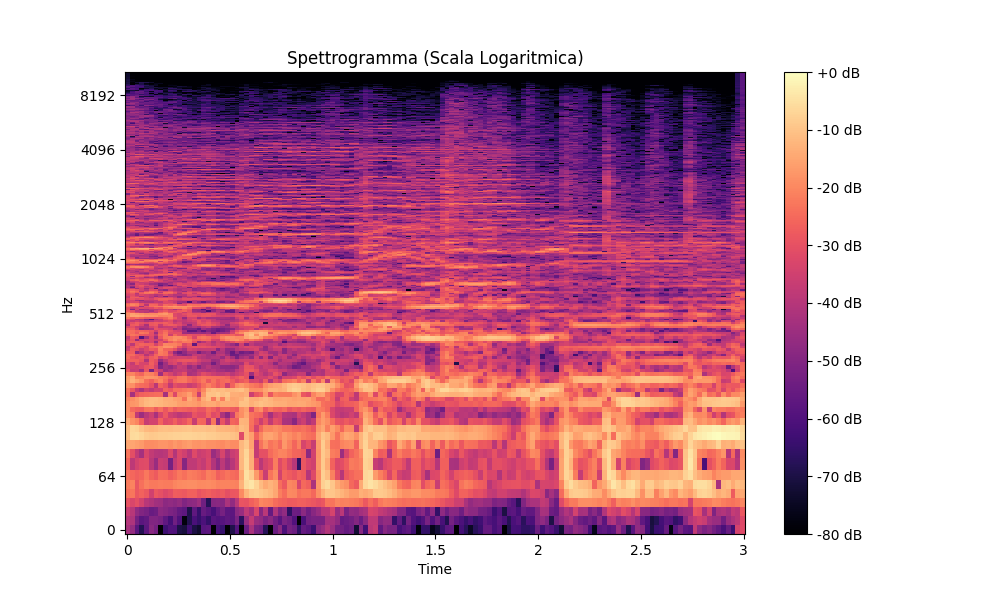 Spettrogramma (Scala Logaritmica)
Hz
8192
4096
2048
1024
512
256
128
64
0
0
0.5
1
1.5
2
2.5
3
Time
+0 dB
-10 dB
-20 dB
-30 dB
-40 dB
-50 dB
-60 dB
-70 dB
-80 dB